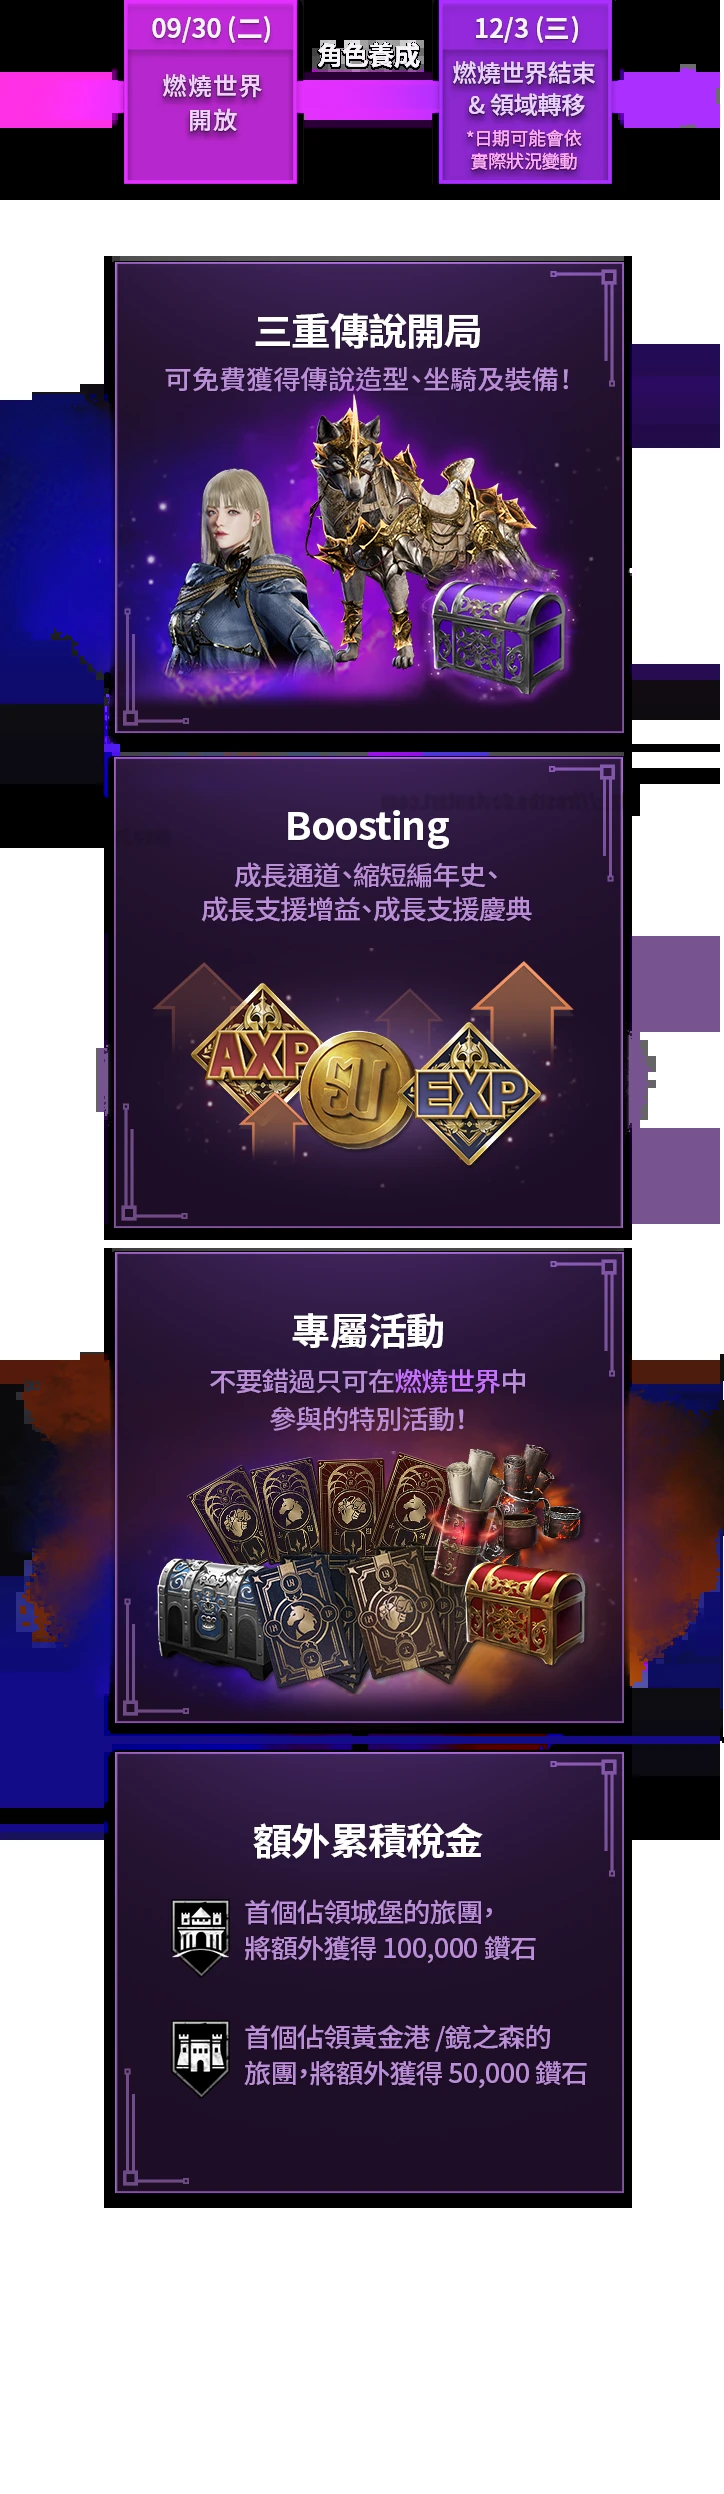 09/30 (二)
燃燒世界
開放
角色養成
12/3 (三)
燃燒世界結束
& 領域轉移
*日期可能會依
實際狀況變動
三重傳說開局
可免費獲得傳說造型、坐騎及裝備！
Boosting
成長通道、縮短編年史、
成長支援增益、成長支援慶典
AXP
EXP
專屬活動
不要錯過只可在燃燒世界中
參與的特別活動！
額外累積稅金
首個佔領城堡的旅團，
將額外獲得 100,000 鑽石
首個佔領黃金港 /鏡之森的
旅團，將額外獲得 50,000 鑽石